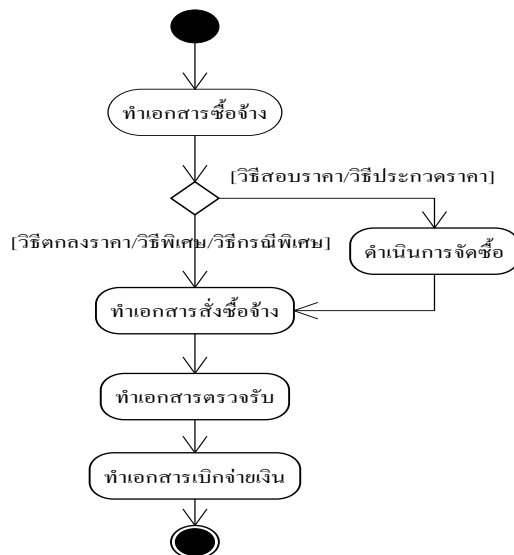 ทำเอกสารซื้อจ้าง
[วิธีสอบราคา/วิธีประกวดราคา]
[วิธีตกลงราคา/วิธีพิเศษ/วิธีกรณีพิเศษ]
ดำเนินการจัดซื้อ
ทำเอกสารสั่งซื้อจ้าง
ทำเอกสารตรวจรับ
ทำเอกสารเบิกจ่ายเงิน